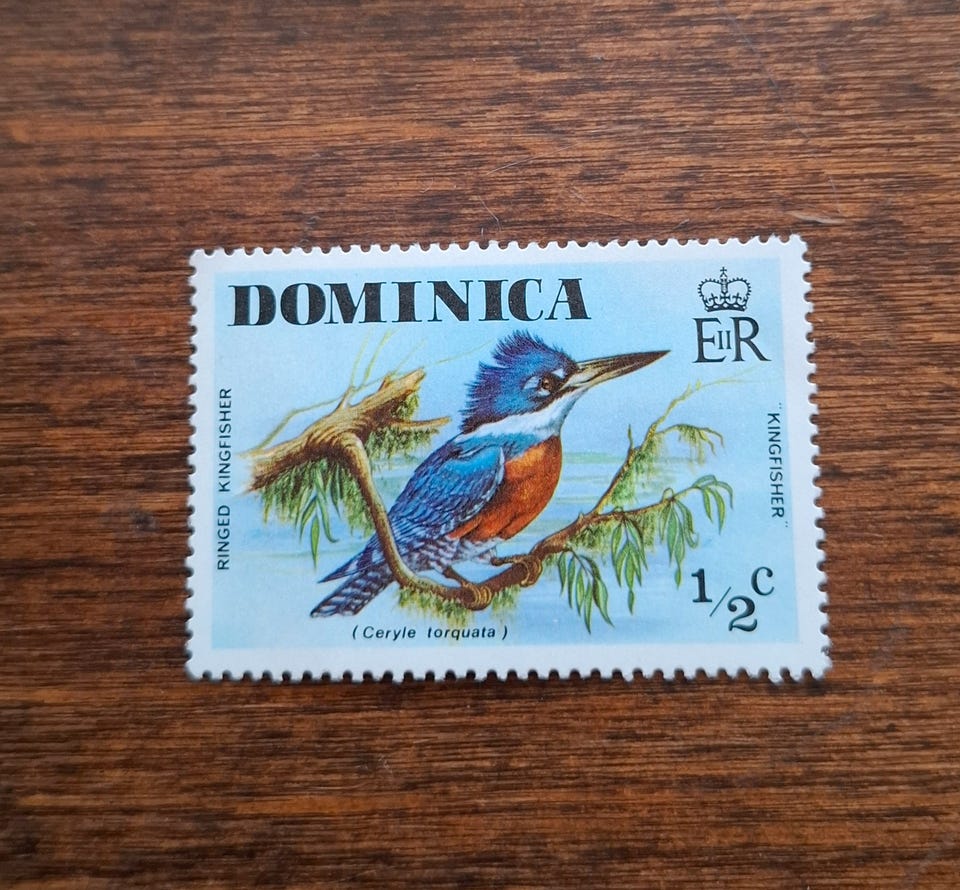 DOMINICA
EIIR
RINGED KINGFISHER
"KINGFISHER"
1/2c
(Ceryle torquata)